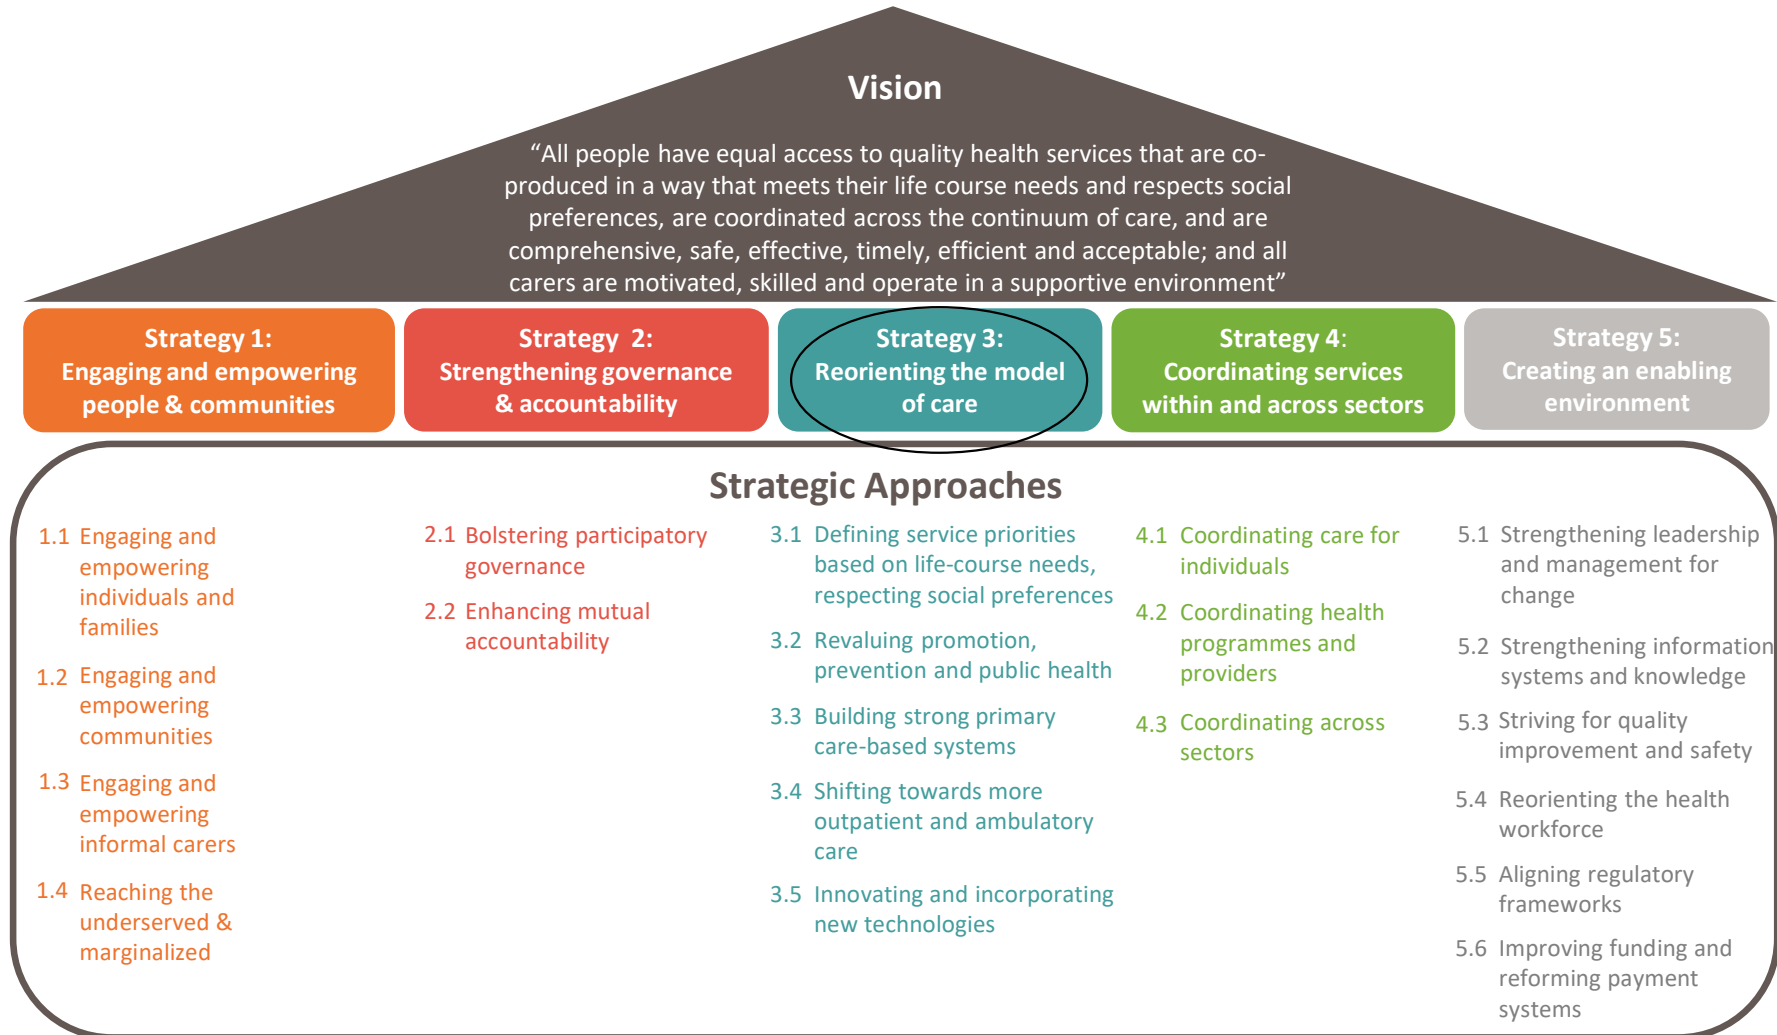 Vision
“All people have equal access to quality health services that are co-
produced in a way that meets their life course needs and respects social
preferences, are coordinated across the continuum of care, and are
comprehensive, safe, effective, timely, efficient and acceptable; and all
carers are motivated, skilled and operate in a supportive environment”
Strategy 1:
Engaging and empowering
people & communities
Strategy 2:
Strengthening governance
& accountability
Strategy 3:
Reorienting the model
of care
Strategy 4:
Coordinating services
within and across sectors
Strategy 5:
Creating an enabling
environment
Strategic Approaches
1.1 Engaging and
empowering
individuals and
families
1.2 Engaging and
empowering
communities
1.3 Engaging and
empowering
informal carers
1.4 Reaching the
underserved &
marginalized
2.1 Bolstering participatory
governance
2.2 Enhancing mutual
accountability
3.1 Defining service priorities
based on life-course needs,
respecting social preferences
3.2 Revaluing promotion,
prevention and public health
3.3 Building strong primary
care-based systems
3.4 Shifting towards more
outpatient and ambulatory
care
3.5 Innovating and incorporating
new technologies
4.1 Coordinating care for
individuals
4.2 Coordinating health
programmes and
providers
4.3 Coordinating across
sectors
5.1 Strengthening leadership
and management for
change
5.2 Strengthening information
systems and knowledge
5.3 Striving for quality
improvement and safety
5.4 Reorienting the health
workforce
5.5 Aligning regulatory
frameworks
5.6 Improving funding and
reforming payment
systems